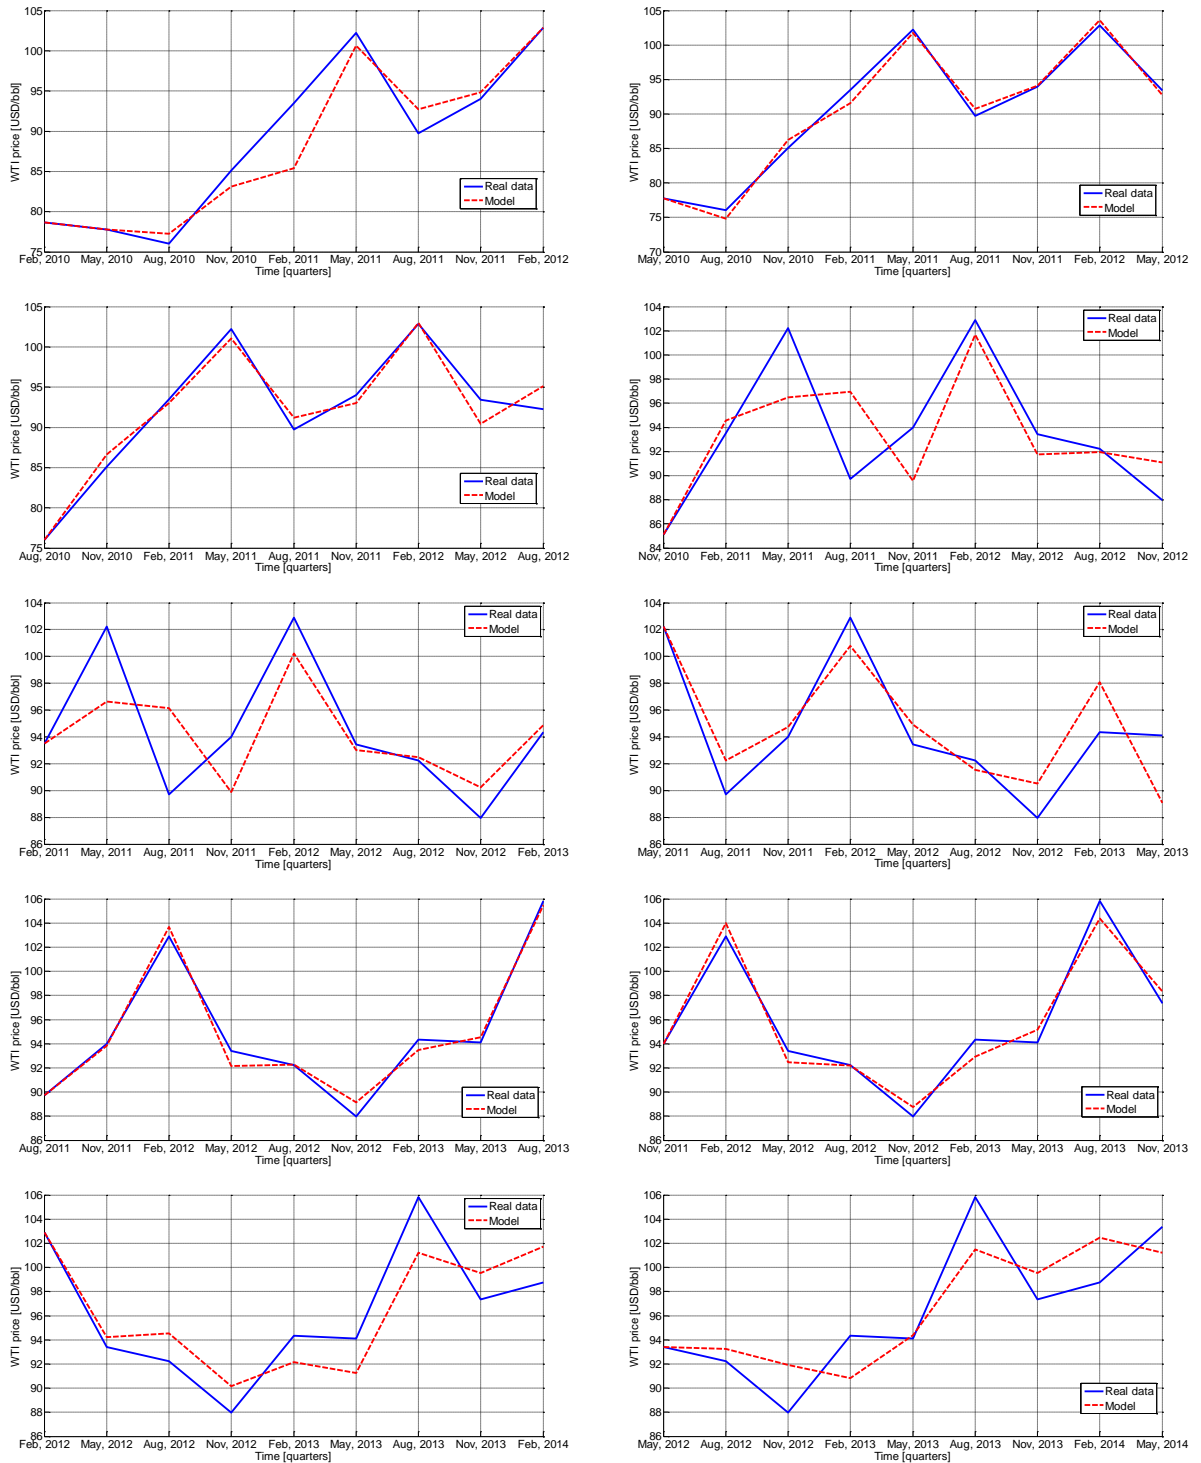 WTI price [USD/bbl]
105
100
95
90
85
80
75
Real data
Model
Feb, 2010 May, 2010 Aug, 2010 Nov, 2010 Feb, 2011 May, 2011 Aug, 2011 Nov, 2011 Feb, 2012
Time [quarters]
WTI price [USD/bbl]
105
100
95
90
85
80
75
70
Real data
Model
May, 2010 Aug, 2010 Nov, 2010 Feb, 2011 May, 2011 Aug, 2011 Nov, 2011 Feb, 2012 May, 2012
Time [quarters]
WTI price [USD/bbl]
105
100
95
90
85
80
75
Real data
Model
Aug, 2010 Nov, 2010 Feb, 2011 May, 2011 Aug, 2011 Nov, 2011 Feb, 2012 May, 2012 Aug, 2012
Time [quarters]
WTI price [USD/bbl]
104
102
100
98
96
94
92
90
88
86
84
Real data
Model
Nov, 2010 Feb, 2011 May, 2011 Aug, 2011 Nov, 2011 Feb, 2012 May, 2012 Aug, 2012 Nov, 2012
Time [quarters]
WTI price [USD/bbl]
104
102
100
98
96
94
92
90
88
86
Real data
Model
Feb, 2011 May, 2011 Aug, 2011 Nov, 2011 Feb, 2012 May, 2012 Aug, 2012 Nov, 2012 Feb, 2013
Time [quarters]
WTI price [USD/bbl]
104
102
100
98
96
94
92
90
88
86
Real data
Model
May, 2011 Aug, 2011 Nov, 2011 Feb, 2012 May, 2012 Aug, 2012 Nov, 2012 Feb, 2013 May, 2013
Time [quarters]
WTI price [USD/bbl]
106
104
102
100
98
96
94
92
90
88
86
Real data
Model
Aug, 2011 Nov, 2011 Feb, 2012 May, 2012 Aug, 2012 Nov, 2012 Feb, 2013 May, 2013 Aug, 2013
Time [quarters]
WTI price [USD/bbl]
106
104
102
100
98
96
94
92
90
88
86
Real data
Model
Nov, 2011 Feb, 2012 May, 2012 Aug, 2012 Nov, 2012 Feb, 2013 May, 2013 Aug, 2013 Nov, 2013
Time [quarters]
WTI price [USD/bbl]
106
104
102
100
98
96
94
92
90
88
86
Real data
Model
Feb, 2012 May, 2012 Aug, 2012 Nov, 2012 Feb, 2013 May, 2013 Aug, 2013 Nov, 2013 Feb, 2014
Time [quarters]
WTI price [USD/bbl]
106
104
102
100
98
96
94
92
90
88
86
Real data
Model
May, 2012 Aug, 2012 Nov, 2012 Feb, 2013 May, 2013 Aug, 2013 Nov, 2013 Feb, 2014 May, 2014
Time [quarters]